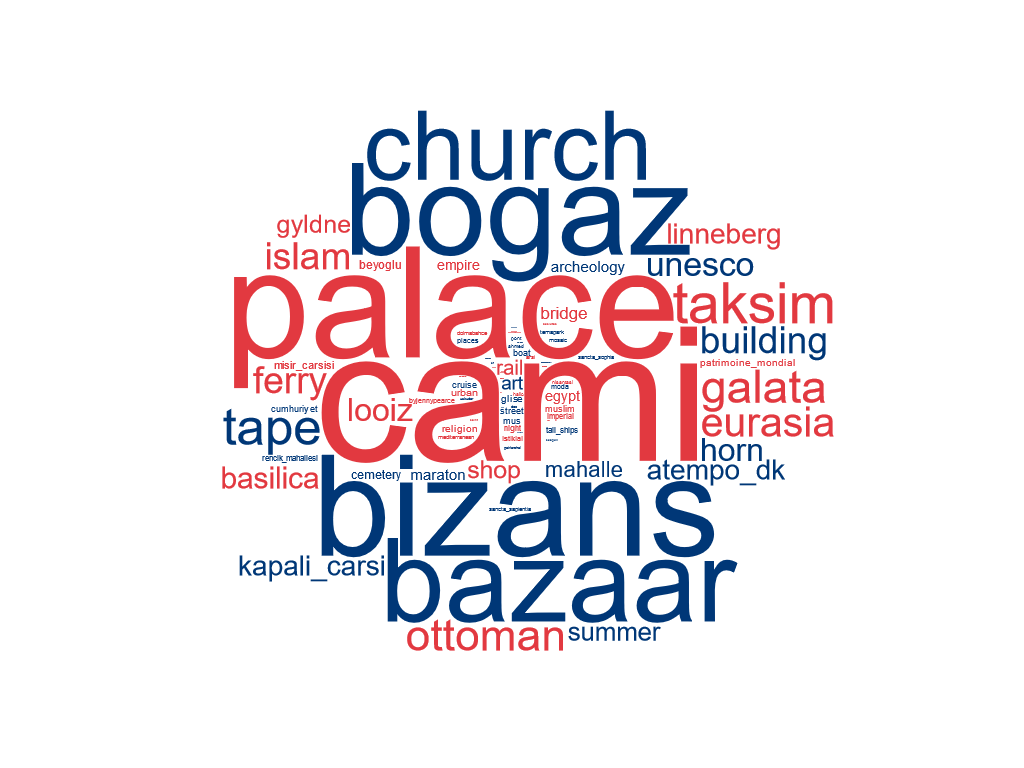 church
bogaz
gyldne
linneberg
islam
beyoglu
empire
archeology
unesco
palace
taksim
bridge
dolmabahce
places
boat
mosaic
building
sancta_sophia
patrimoine_mondial
misir_carsisi
rail
ferry
art
cruise
urban
moda
egypt
galata
cami
byjennypearce
glise
looiz
cumhuriyet
street
muslim
imperial
mus
eurasia
tape
religion
night
tall_ships
mediterranean
istiklal
horn
rencik_mahallesi
basilica
cemetery
maraton
shop
mahalle
atempo_dk
bizans
sancta_sapientia
kapali_carsi
bazaar
ottoman
summer